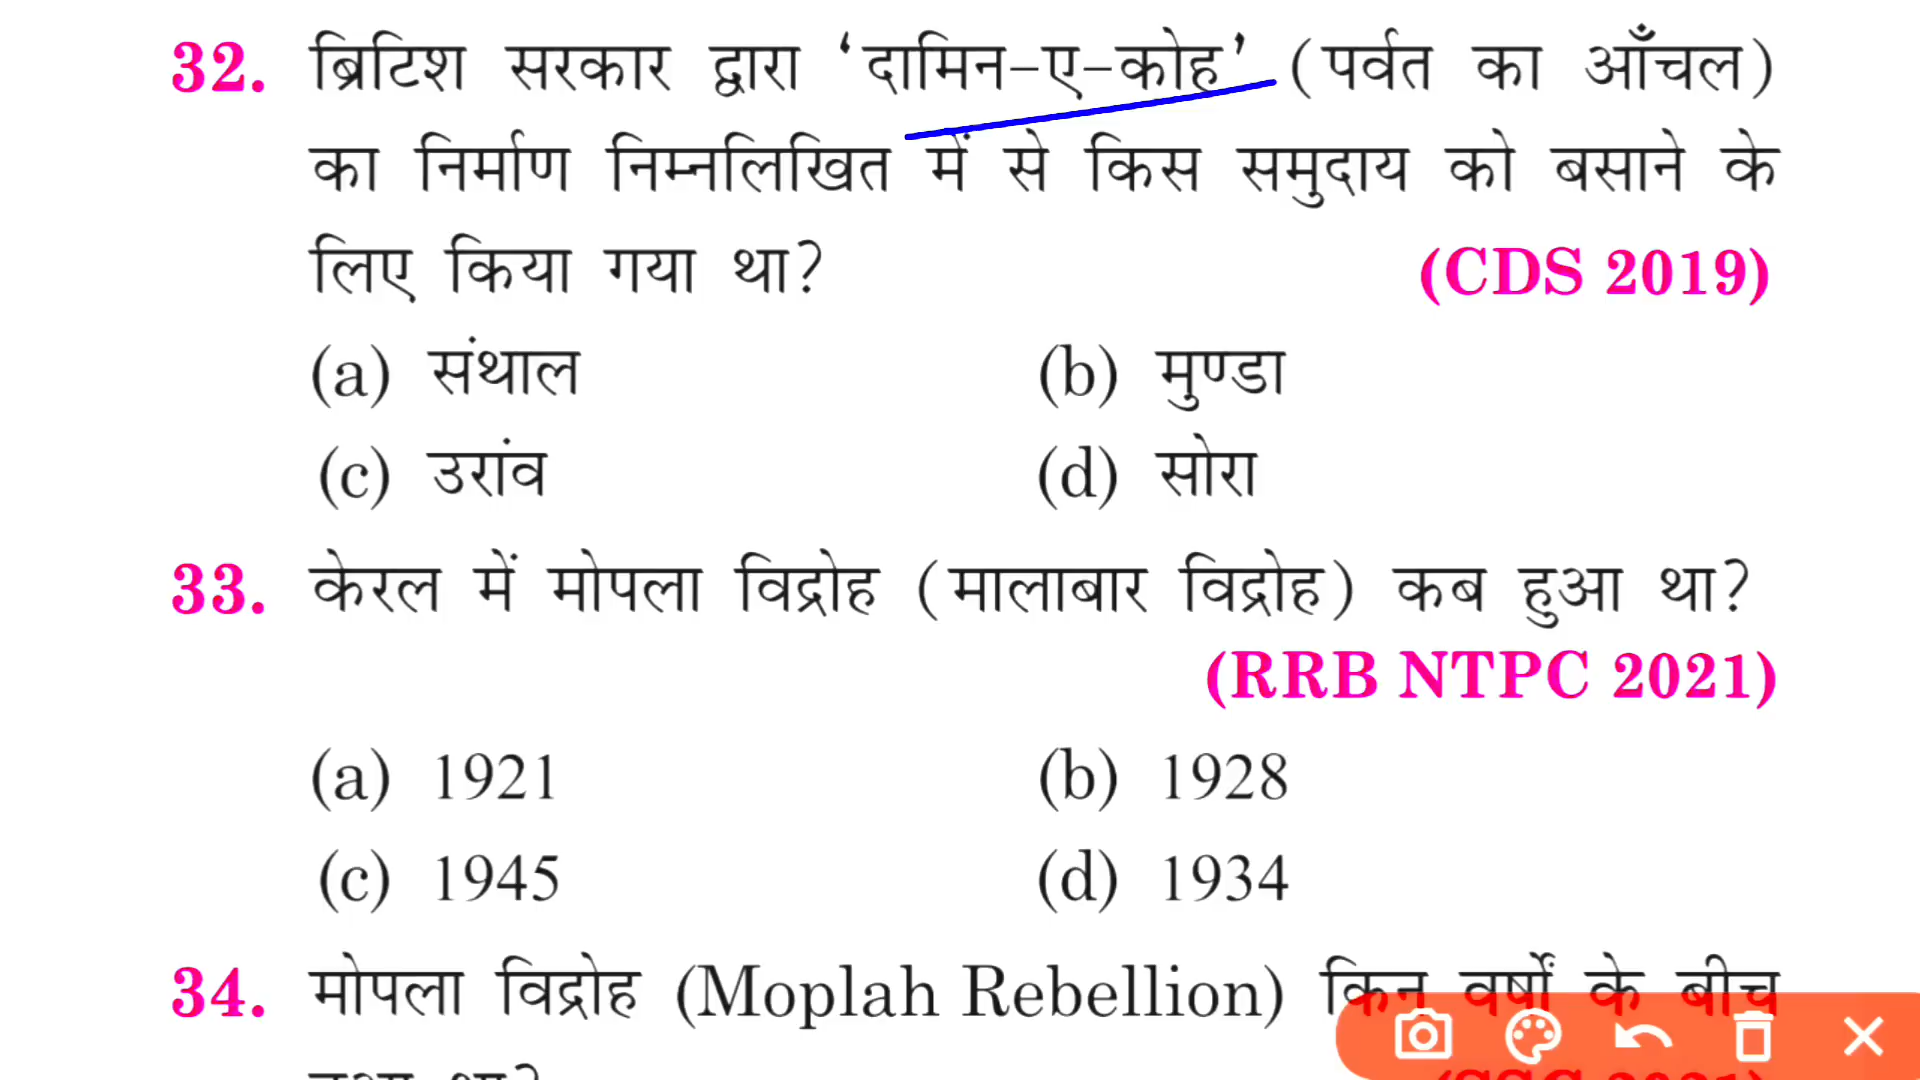 32. ब्रिटिश सरकार द्वारा ‘दामिन-ए-कोह’ (पर्वत का आँचल)
का निर्माण निम्नलिखित में से किस समुदाय को बसाने के
लिए किया गया था? (CDS 2019)
(a) संथाल (b) मुण्डा
(c) उरांव (d) सोरा
33. केरल में मोपला विद्रोह (मालाबार विद्रोह) कब हुआ था?
(RRB NTPC 2021)
(a) 1921 (b) 1928
(c) 1945 (d) 1934
34. मोपला विद्रोह (Moplah Rebellion) किन वर्षों के बीच